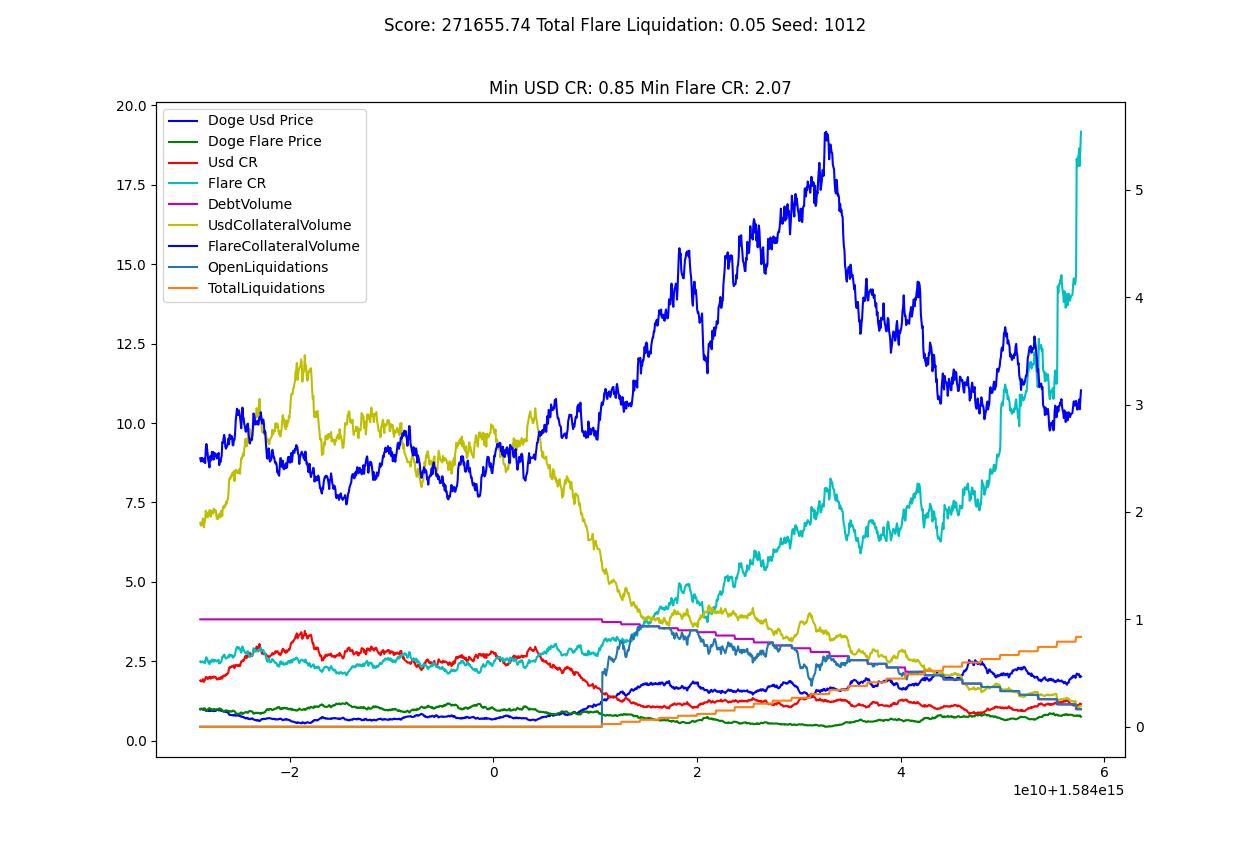 Score: 271655.74 Total Flare Liquidation: 0.05 Seed: 1012
Min USD CR: 0.85 Min Flare CR: 2.07
20.0
17.5
15.0
12.5
10.0
7.5
5.0
2.5
0.0
Doge Usd Price
Doge Flare Price
Usd CR
Flare CR
DebtVolume
UsdCollateralVolume
FlareCollateralVolume
OpenLiquidations
TotalLiquidations
5
4
3
2
1
0
−2 0 2 4 6
1e10+1.584e15